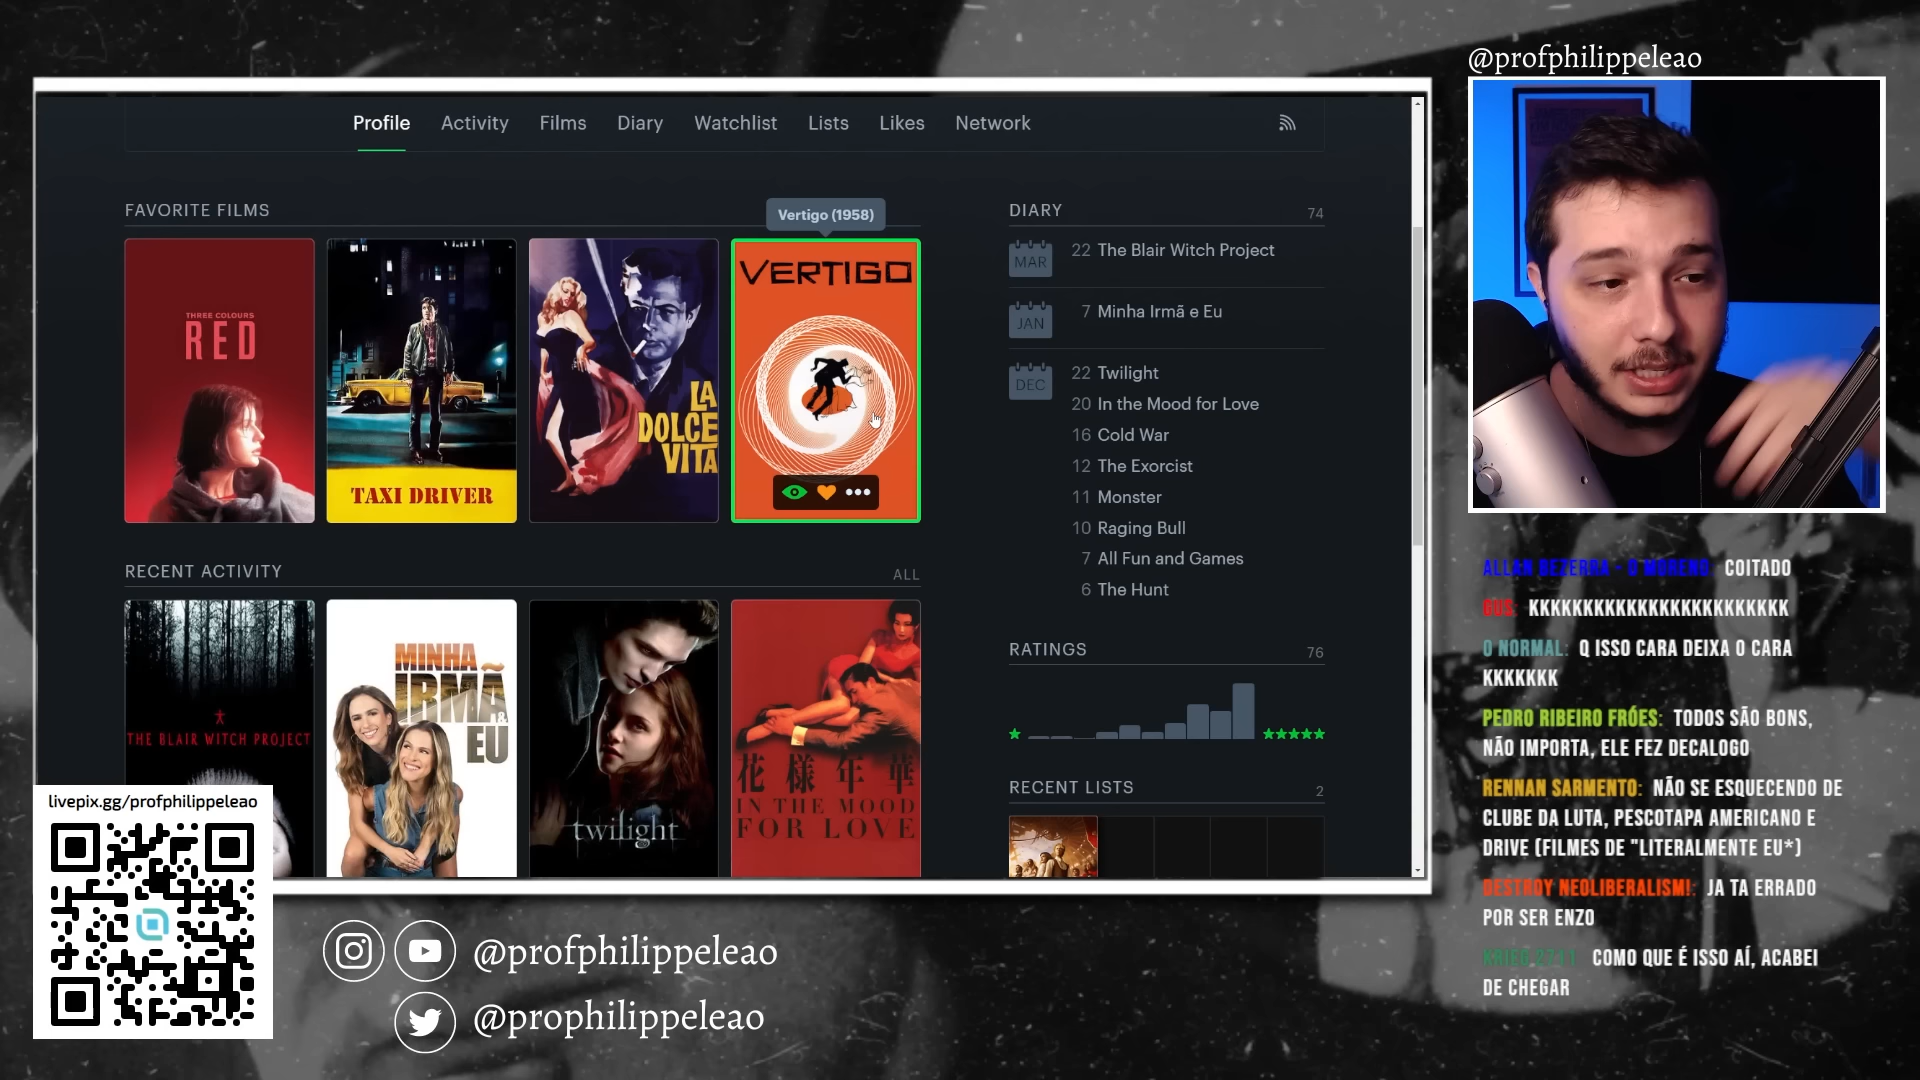 @profphilippeleao
Profile Activity Films Diary Watchlist Lists Likes Network
FAVORITE FILMS
Vertigo (1958)
THREE COLOURS
RED
TAXI DRIVER
LA
DOLCE
VITA
VERTIGO
RECENT ACTIVITY
ALL
THE BLAIR WITCH PROJECT
MINHA
IRMÃ
&
EU
twilight
花樣年華
IN THE MOOD
FOR LOVE
DIARY 74
MAR 22 The Blair Witch Project
JAN 7 Minha Irmã e Eu
DEC 22 Twilight
20 In the Mood for Love
16 Cold War
12 The Exorcist
11 Monster
10 Raging Bull
7 All Fun and Games
6 The Hunt
RATINGS 76
RECENT LISTS 2
ALLAN BEZERRA - O MORENO: COITADO
GUS: KKKKKKKKKKKKKKKKKKKKKKKK
O NORMAL: Q ISSO CARA DEIXA O CARA
KKKKKKK
PEDRO RIBEIRO FRÓES: TODOS SÃO BONS,
NÃO IMPORTA, ELE FEZ DECALOGO
RENNAN SARMENTO: NÃO SE ESQUECENDO DE
CLUBE DA LUTA, PESCOTAPA AMERICANO E
DRIVE (FILMES DE "LITERALMENTE EU*)
DESTROY NEOLIBERALISM!: JA TA ERRADO
POR SER ENZO
COMO QUE É ISSO AÍ, ACABEI
DE CHEGAR
livepix.gg/profphilippeleao
@profphilippeleao
@prophilippeleao